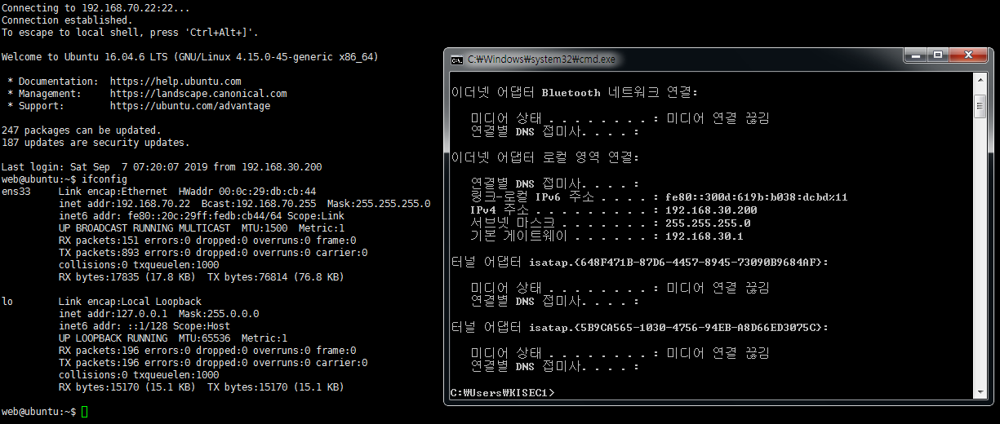 Connecting to 192.168.70.22:22...
Connection established.
To escape to local shell, press 'Ctrl+Alt+]'.
Welcome to Ubuntu 16.04.6 LTS (GNU/Linux 4.15.0-45-generic x86_64)
* Documentation:  https://help.ubuntu.com
* Management:     https://landscape.canonical.com
* Support:        https://ubuntu.com/advantage
247 packages can be updated.
187 updates are security updates.
Last login: Sat Sep  7 07:20:07 2019 from 192.168.30.200
web@ubuntu:~$ ifconfig
ens33     Link encap:Ethernet  HWaddr 00:0c:29:db:cb:44
inet addr:192.168.70.22  Bcast:192.168.70.255  Mask:255.255.255.0
inet6 addr: fe80::20c:29ff:fedb:cb44/64 Scope:Link
UP BROADCAST RUNNING MULTICAST  MTU:1500  Metric:1
RX packets:151 errors:0 dropped:0 overruns:0 frame:0
TX packets:893 errors:0 dropped:0 overruns:0 carrier:0
collisions:0 txqueuelen:1000
RX bytes:17835 (17.8 KB)  TX bytes:76814 (76.8 KB)
lo        Link encap:Local Loopback
inet addr:127.0.0.1  Mask:255.0.0.0
inet6 addr: ::1/128 Scope:Host
UP LOOPBACK RUNNING  MTU:65536  Metric:1
RX packets:196 errors:0 dropped:0 overruns:0 frame:0
TX packets:196 errors:0 dropped:0 overruns:0 carrier:0
collisions:0 txqueuelen:1000
RX bytes:15170 (15.1 KB)  TX bytes:15170 (15.1 KB)
web@ubuntu:~$
C:₩Windows₩system32₩cmd.exe
이더넷 어댑터 Bluetooth 네트워크 연결:
미디어 상태 . . . . . . . . : 미디어 연결 끊김
연결별 DNS 접미사. . . . :
이더넷 어댑터 로컬 영역 연결:
연결별 DNS 접미사. . . . :
링크-로컬 IPv6 주소 . . . . : fe80::300d:619b:b038:dcbd%11
IPv4 주소 . . . . . . . . . : 192.168.30.200
서브넷 마스크 . . . . . . . : 255.255.255.0
기본 게이트웨이 . . . . . . : 192.168.30.1
터널 어댑터 isatap.{648F471B-87D6-4457-8945-73090B9684AF}:
미디어 상태 . . . . . . . . : 미디어 연결 끊김
연결별 DNS 접미사. . . . :
터널 어댑터 isatap.{5B9CA565-1030-4756-94EB-A8D66ED3075C}:
미디어 상태 . . . . . . . . : 미디어 연결 끊김
연결별 DNS 접미사. . . . :
C:₩Users₩KISEC1>